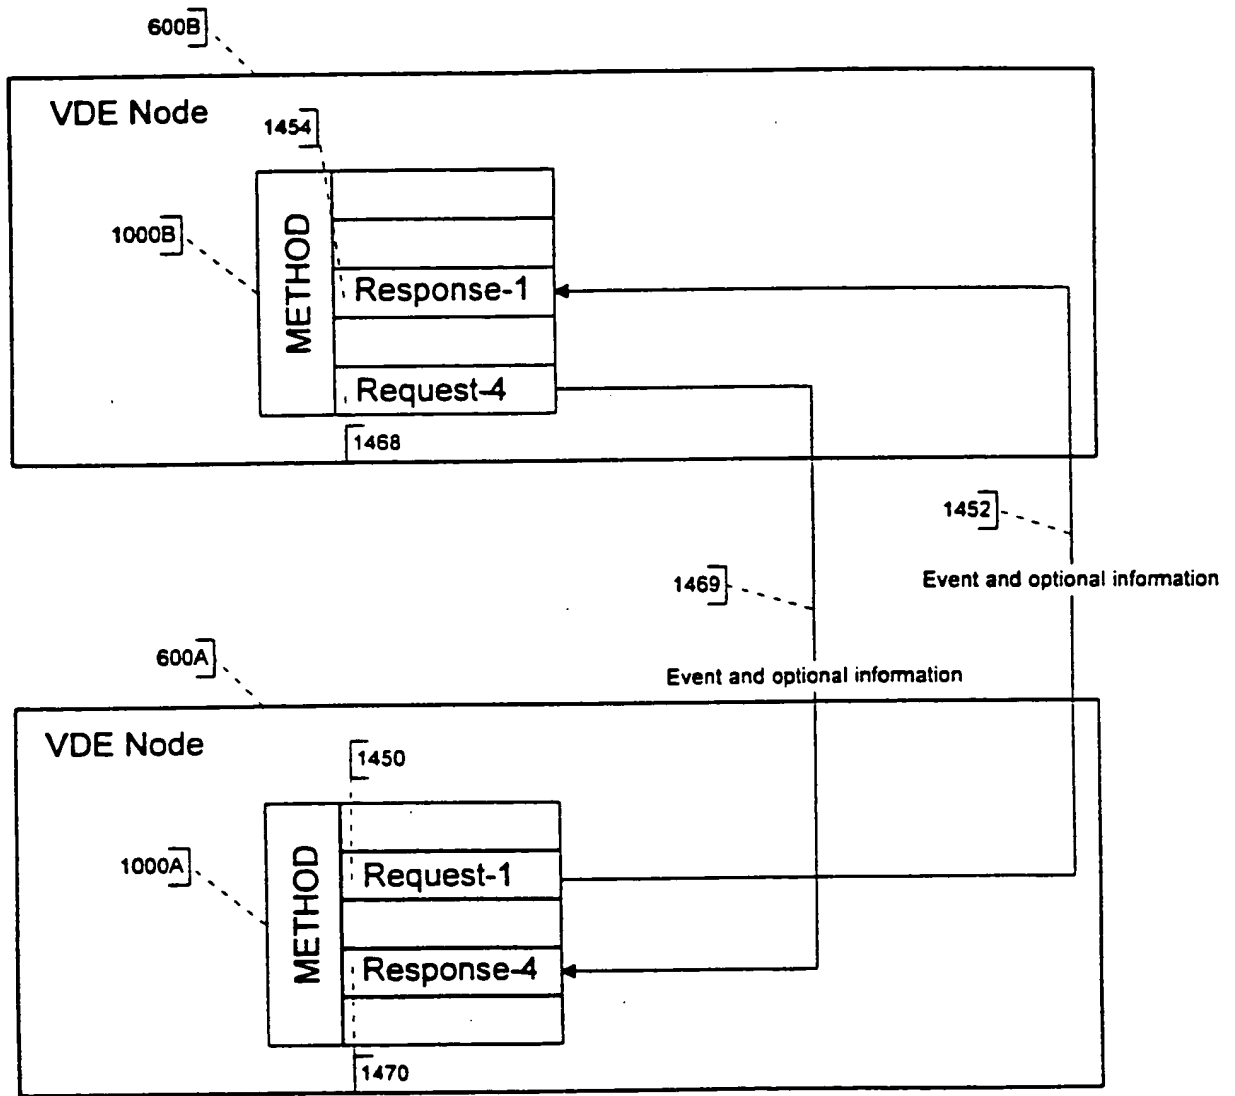 600B
VDE Node
1454
1000B
METHOD
Response-1
Request-4
1468
1452
Event and optional information
1469
Event and optional information
600A
VDE Node
1450
1000A
METHOD
Request-1
Response-4
1470